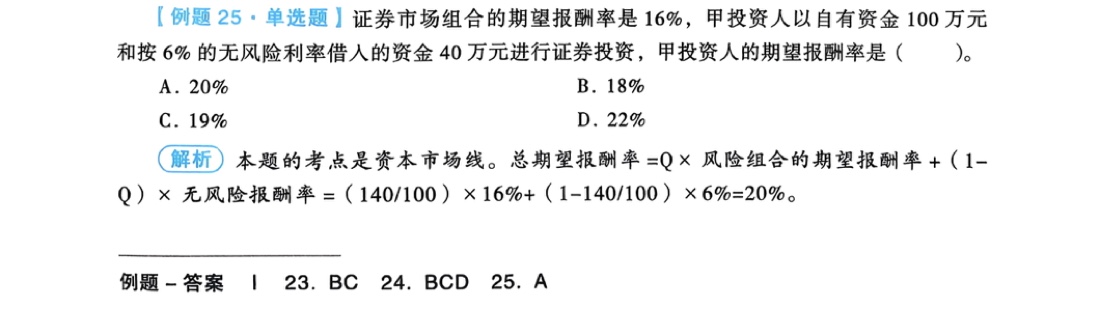 【例题 25·单选题】证券市场组合的期望报酬率是 16%，甲投资人以自有资金 100 万元
和按 6% 的无风险利率借入的资金 40 万元进行证券投资，甲投资人的期望报酬率是（　　）。
A. 20%　　B. 18%
C. 19%　　D. 22%
解析 本题的考点是资本市场线。总期望报酬率 =Q× 风险组合的期望报酬率 +（1-
Q）× 无风险报酬率 =（140/100）×16%+（1-140/100）×6%=20%。
例题 – 答案　|　23. BC　24. BCD　25. A